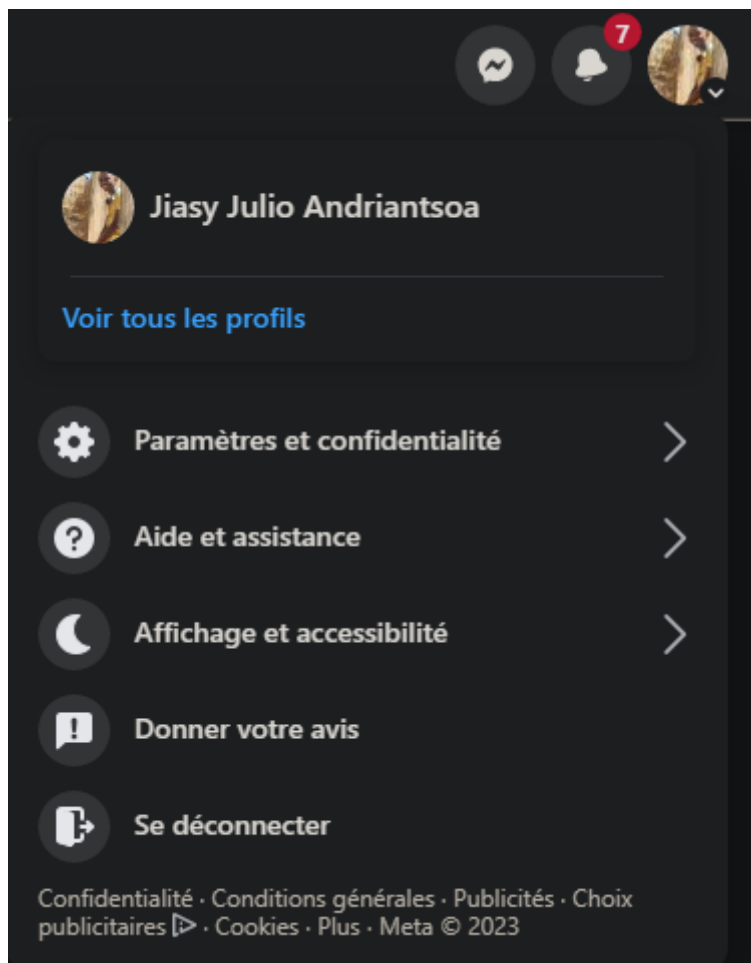 7
Jiasy Julio Andriantsoa
Voir tous les profils
Paramètres et confidentialité
Aide et assistance
Affichage et accessibilité
Donner votre avis
Se déconnecter
Confidentialité · Conditions générales · Publicités · Choix
publicitaires · Cookies · Plus · Meta © 2023